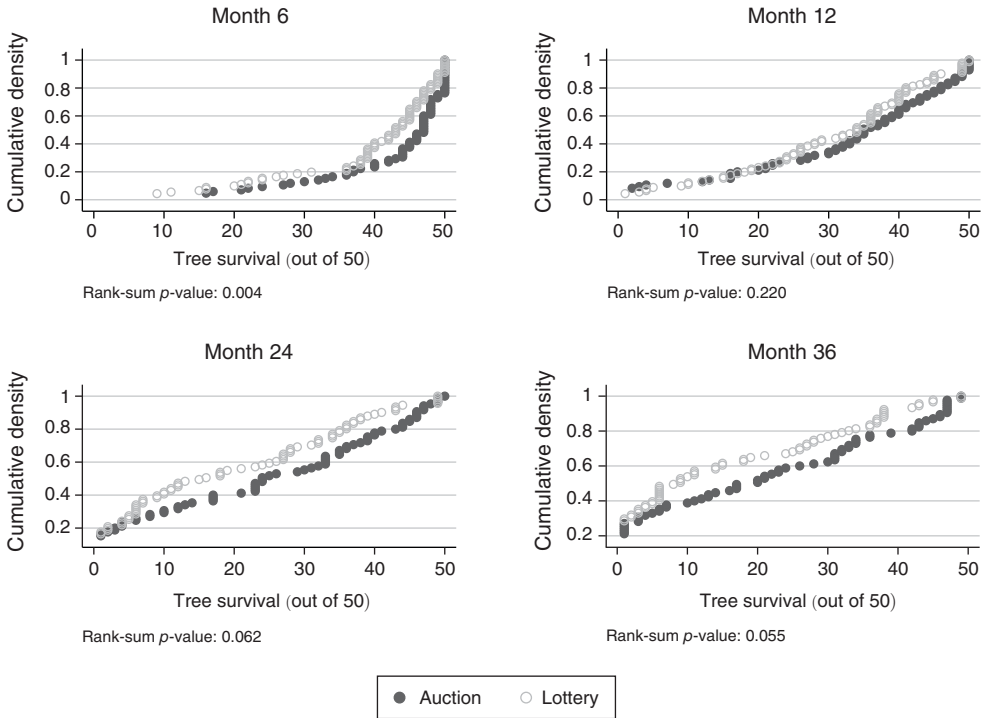 Month 6
Month 12
Cumulative density
1
0.8
0.6
0.4
0.2
0
0 10 20 30 40 50
Tree survival (out of 50)
Rank-sum p-value: 0.004
Cumulative density
1
0.8
0.6
0.4
0.2
0
0 10 20 30 40 50
Tree survival (out of 50)
Rank-sum p-value: 0.220
Month 24
Month 36
Cumulative density
1
0.8
0.6
0.4
0.2
0 10 20 30 40 50
Tree survival (out of 50)
Rank-sum p-value: 0.062
Cumulative density
1
0.8
0.6
0.4
0.2
0 10 20 30 40 50
Tree survival (out of 50)
Rank-sum p-value: 0.055
Auction Lottery